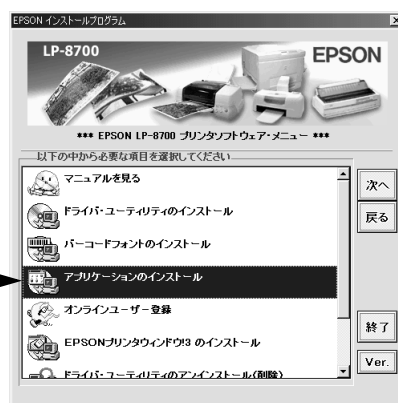 EPSON インストールプログラム
LP-8700
EPSON
*** EPSON LP-8700 プリンタソフトウェア・メニュー ***
以下の中から必要な項目を選択してください
マニュアルを見る
ドライバ・ユーティリティのインストール
バーコードフォントのインストール
アプリケーションのインストール
オンラインユーザー登録
EPSONプリンタウィンドウ!3 のインストール
ドライバ・ユーティリティのアンインストール(削除)
次へ
戻る
終了
Ver.